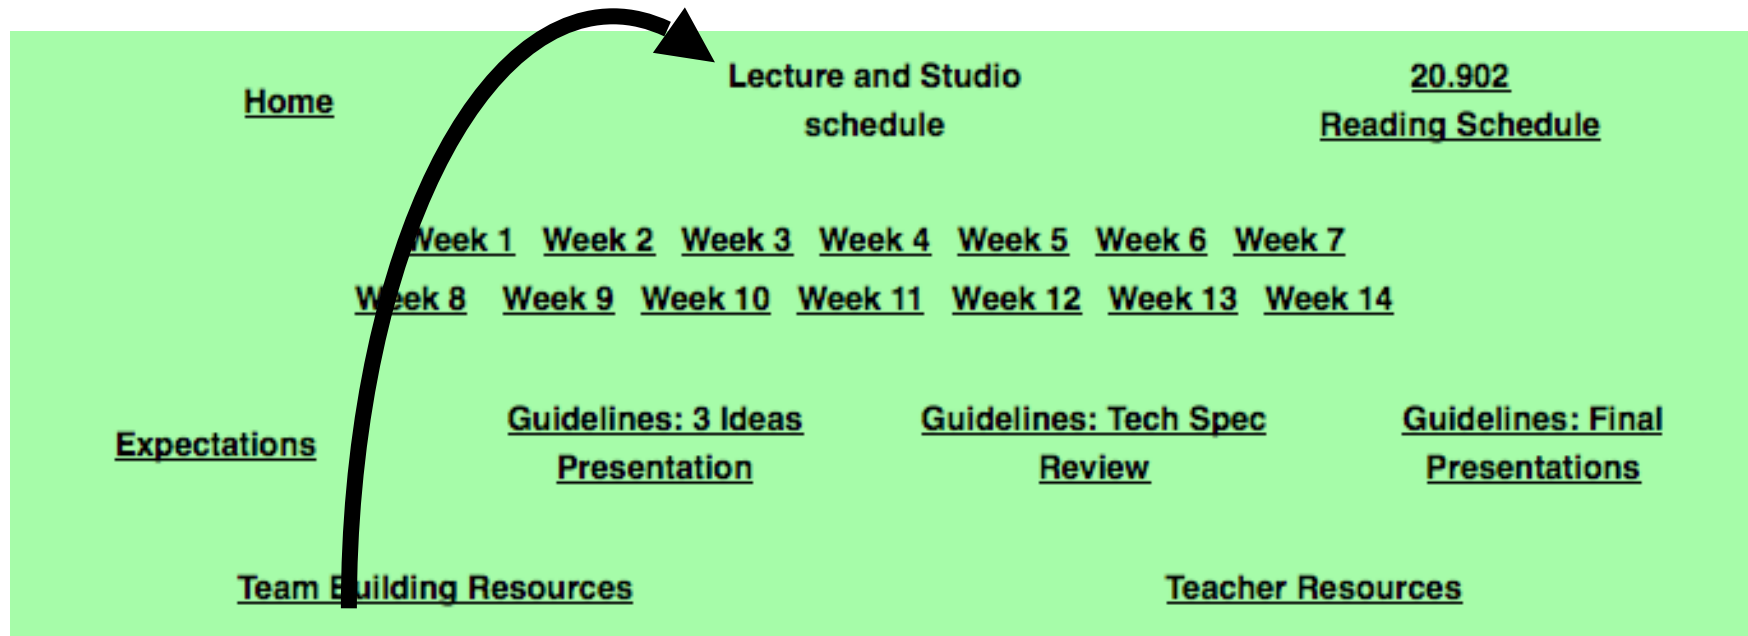 Home
Lecture and Studio
schedule
20.902
Reading Schedule
Week 1 Week 2 Week 3 Week 4 Week 5 Week 6 Week 7
Week 8 Week 9 Week 10 Week 11 Week 12 Week 13 Week 14
Expectations
Guidelines: 3 Ideas
Presentation
Guidelines: Tech Spec
Review
Guidelines: Final
Presentations
Team Building Resources
Teacher Resources